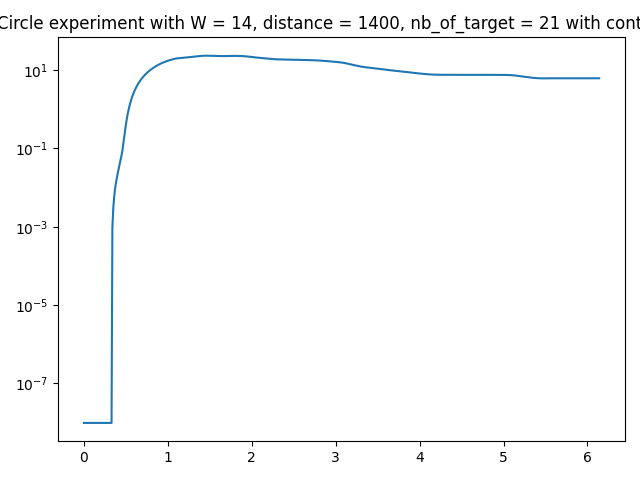 Circle experiment with W = 14, distance = 1400, nb_of_target = 21 with cont
10¹
10⁻¹
10⁻³
10⁻⁵
10⁻⁷
0 1 2 3 4 5 6